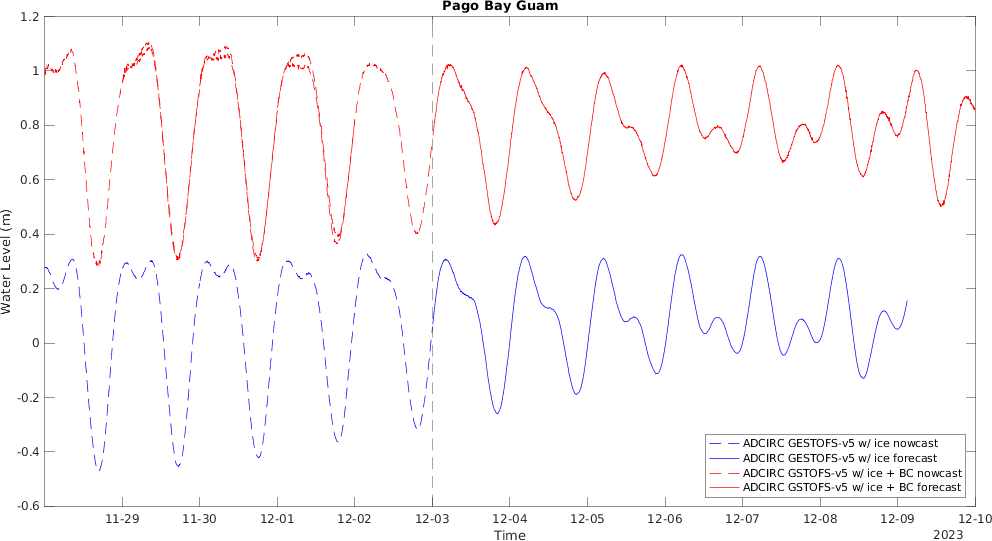 Pago Bay Guam
1.2
1
0.8
0.6
0.4
0.2
0
-0.2
-0.4
-0.6
Water Level (m)
ADCIRC GESTOFS-v5 w/ ice nowcast
ADCIRC GESTOFS-v5 w/ ice forecast
ADCIRC GSTOFS-v5 w/ ice + BC nowcast
ADCIRC GSTOFS-v5 w/ ice + BC forecast
11-29 11-30 12-01 12-02 12-03 12-04 12-05 12-06 12-07 12-08 12-09 12-10
Time
2023